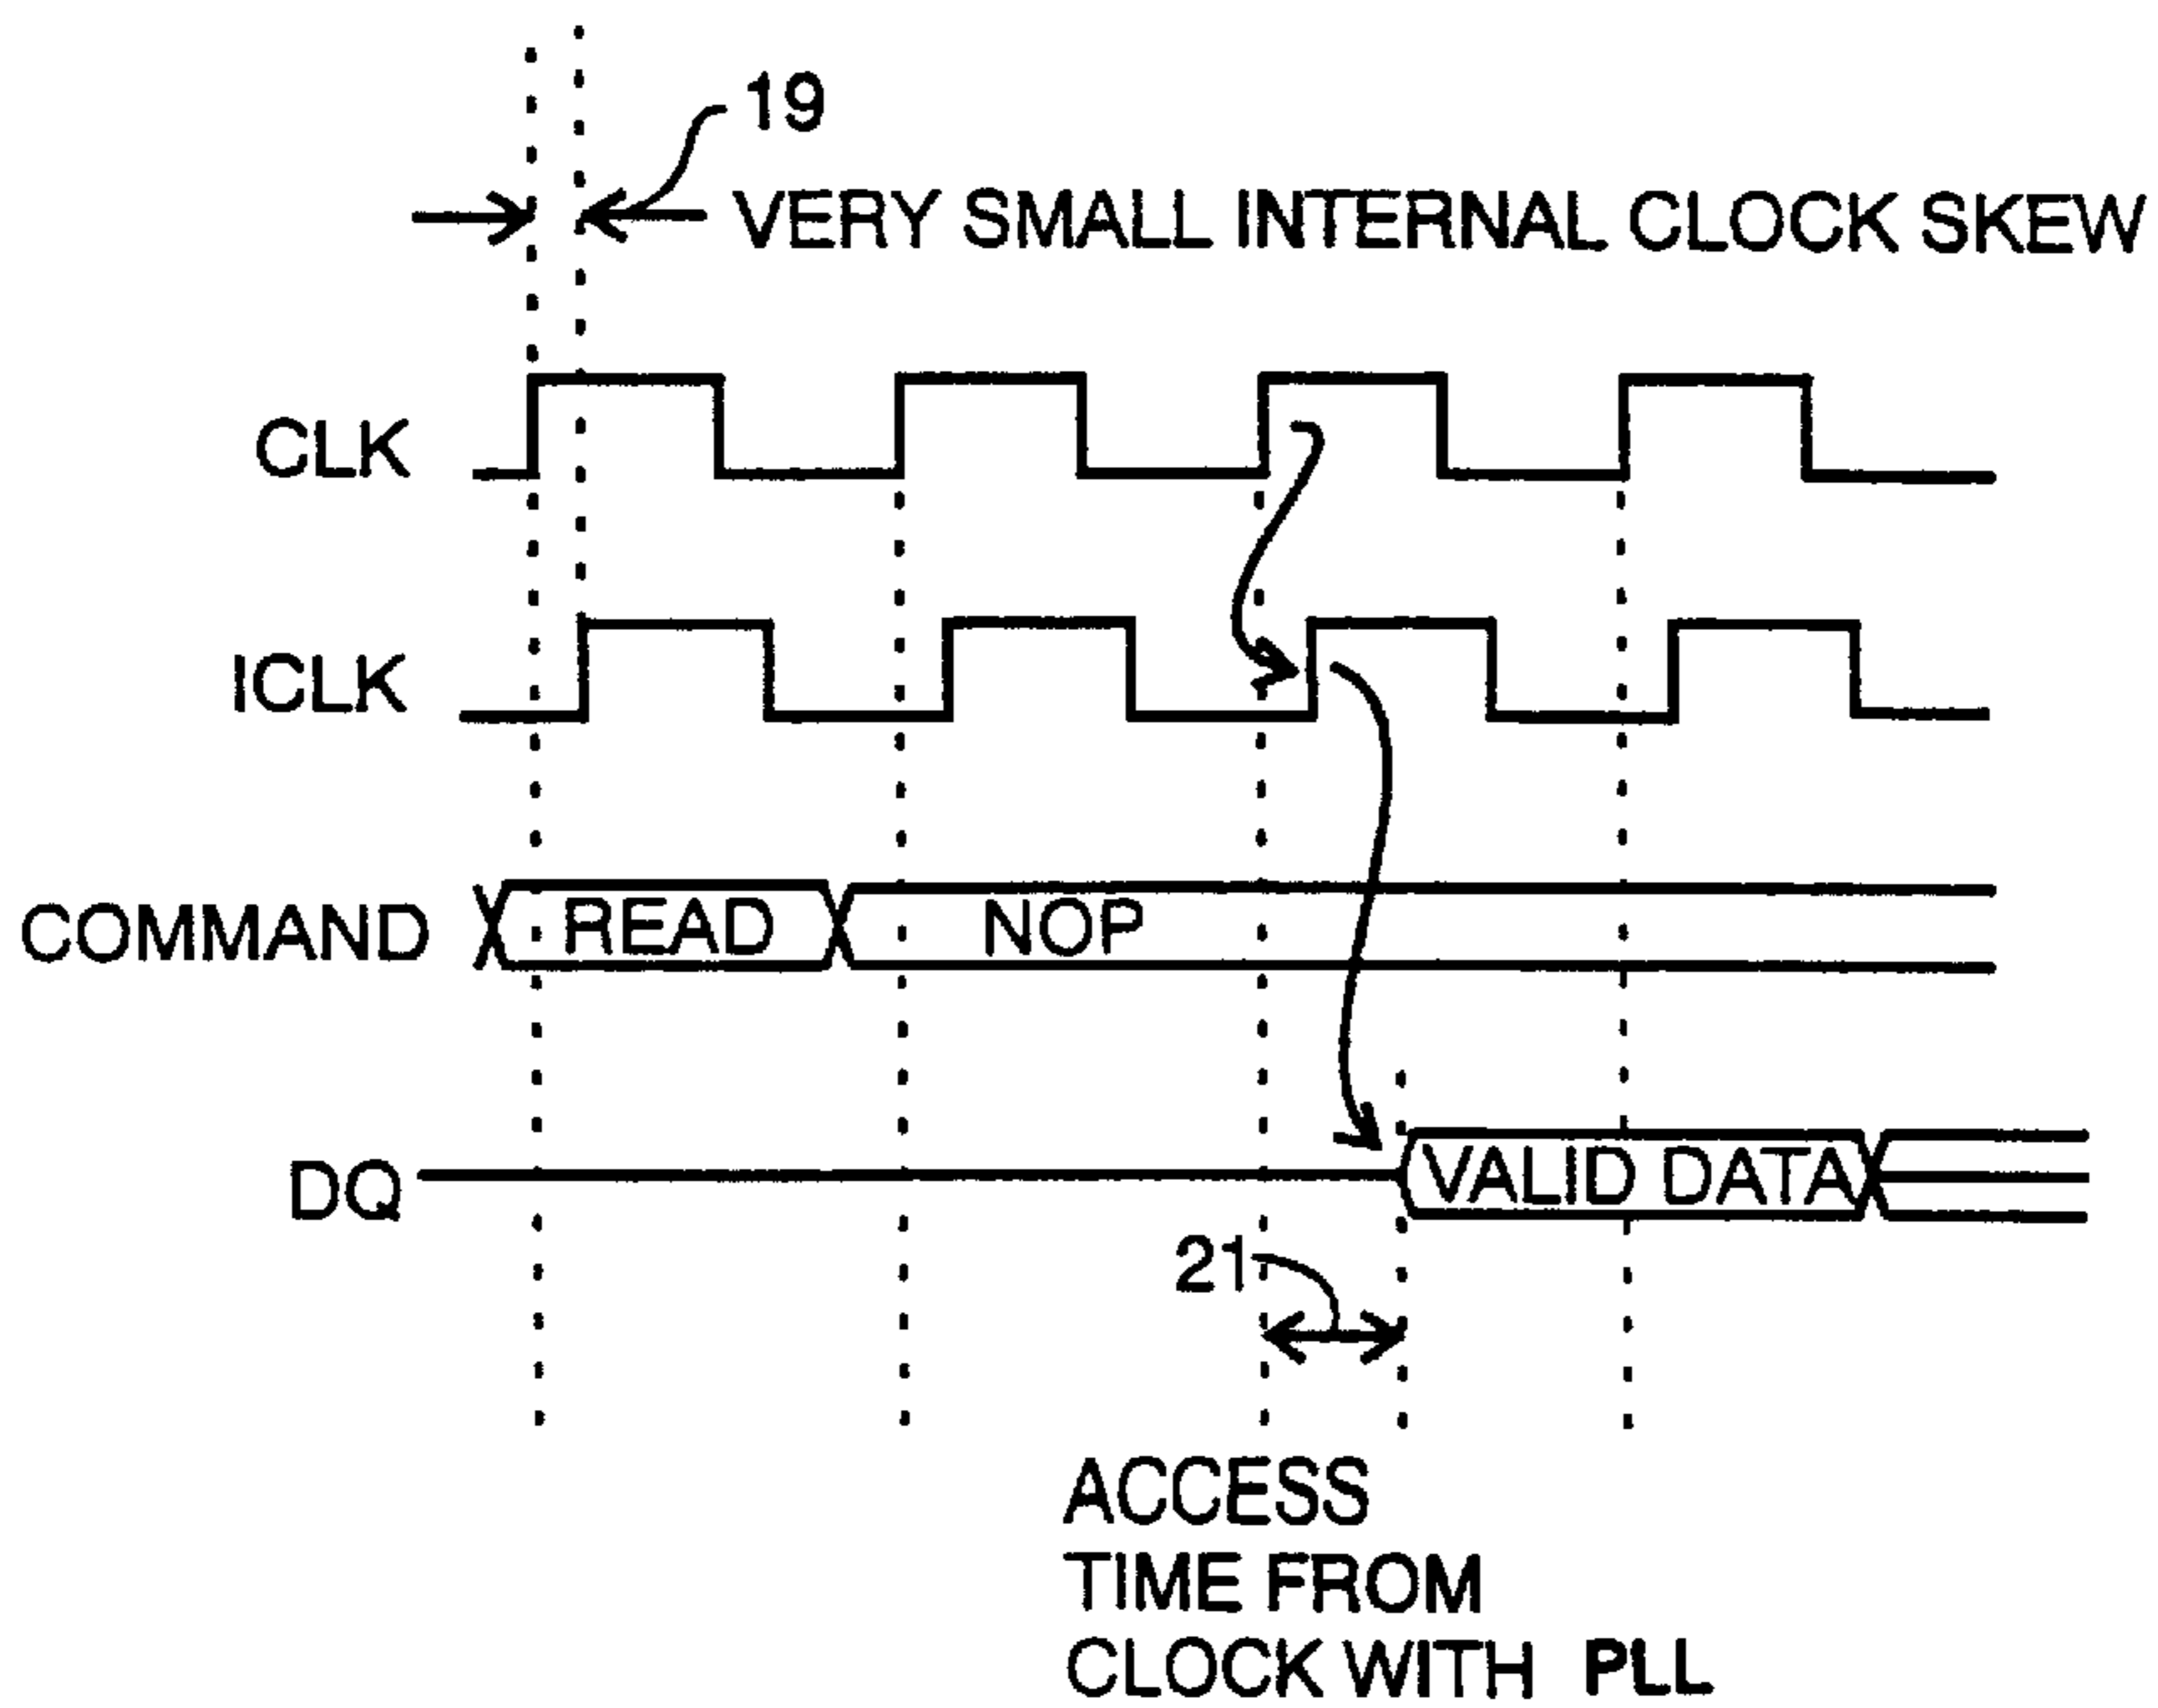 19
VERY SMALL INTERNAL CLOCK SKEW
CLK
ICLK
COMMAND READ NOP
DQ VALID DATA
21
ACCESS
TIME FROM
CLOCK WITH PLL